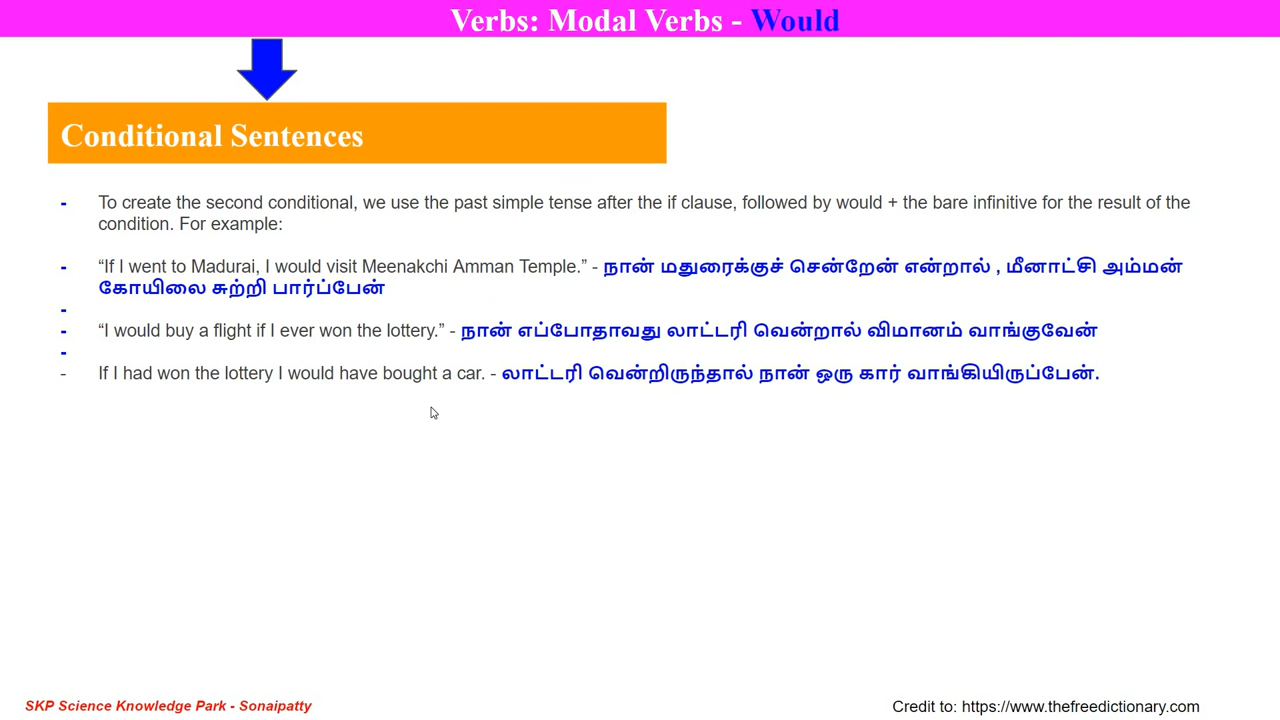 Verbs: Modal Verbs - Would
Conditional Sentences
- To create the second conditional, we use the past simple tense after the if clause, followed by would + the bare infinitive for the result of the
condition. For example:
- “If I went to Madurai, I would visit Meenakchi Amman Temple.” - நான் மதுரைக்குச் சென்றேன் என்றால் , மீனாட்சி அம்மன்
கோயிலை சுற்றி பார்ப்பேன்
-
- “I would buy a flight if I ever won the lottery.” - நான் எப்போதாவது லாட்டரி வென்றால் விமானம் வாங்குவேன்
-
- If I had won the lottery I would have bought a car. - லாட்டரி வென்றிருந்தால் நான் ஒரு கார் வாங்கியிருப்பேன்.
SKP Science Knowledge Park - Sonaipatty
Credit to: https://www.thefreedictionary.com